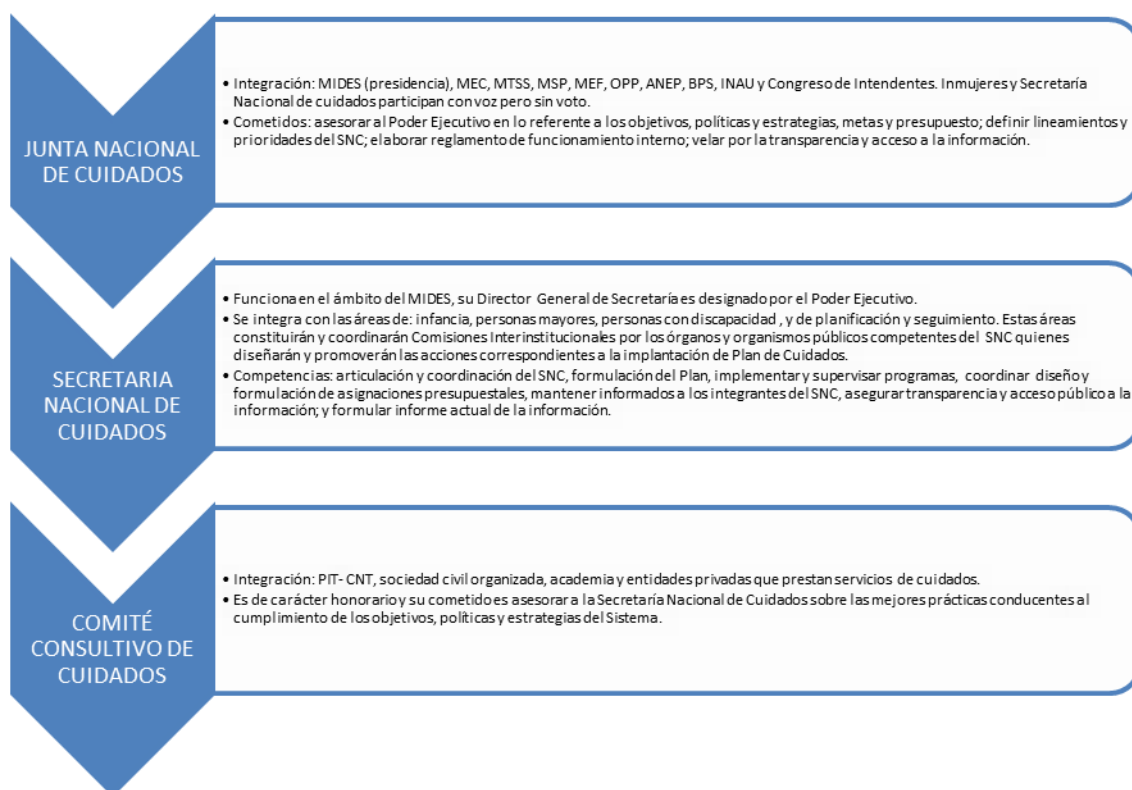 JUNTA NACIONAL
DE CUIDADOS
• Integración: MIDES (presidencia), MEC, MTSS, MSP, MEF, OPP, ANEP, BPS, INAU y Congreso de Intendentes. Inmujeres y Secretaría
Nacional de cuidados participan con voz pero sin voto.
• Cometidos: asesorar al Poder Ejecutivo en lo referente a los objetivos, políticas y estrategias, metas y presupuesto; definir lineamientos y
prioridades del SNC; elaborar reglamento de funcionamiento interno; velar por la transparencia y acceso a la información.
SECRETARIA
NACIONAL DE
CUIDADOS
• Funciona en el ámbito del MIDES, su Director General de Secretaría es designado por el Poder Ejecutivo.
• Se integra con las áreas de: infancia, personas mayores, personas con discapacidad , y de planificación y seguimiento. Estas áreas
constituirán y coordinarán Comisiones Interinstitucionales por los órganos y organismos públicos competentes del SNC quienes
diseñarán y promoverán las acciones correspondientes a la implantación de Plan de Cuidados.
• Competencias: articulación y coordinación del SNC, formulación del Plan, implementar y supervisar programas, coordinar diseño y
formulación de asignaciones presupuestales, mantener informados a los integrantes del SNC, asegurar transparencia y acceso público a la
información; y formular informe actual de la información.
COMITÉ
CONSULTIVO DE
CUIDADOS
• Integración: PIT- CNT, sociedad civil organizada, academia y entidades privadas que prestan servicios de cuidados.
• Es de carácter honorario y su cometido es asesorar a la Secretaría Nacional de Cuidados sobre las mejores prácticas conducentes al
cumplimiento de los objetivos, políticas y estrategias del Sistema.